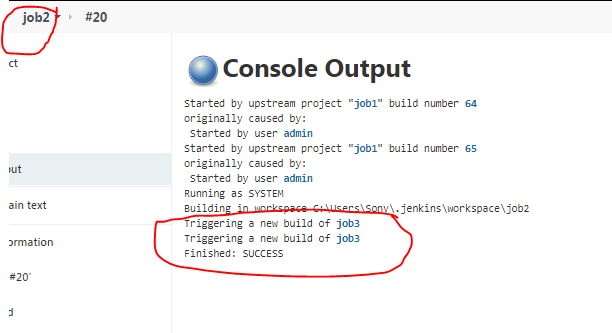 job2 #20
ct
Console Output
Started by upstream project "job1" build number 64
originally caused by:
Started by user admin
Started by upstream project "job1" build number 65
originally caused by:
Started by user admin
Running as SYSTEM
Building in workspace C:\Users\Sony\.jenkins\workspace\job2
Triggering a new build of job3
Triggering a new build of job3
Finished: SUCCESS
out
ain text
ormation
#20'
d